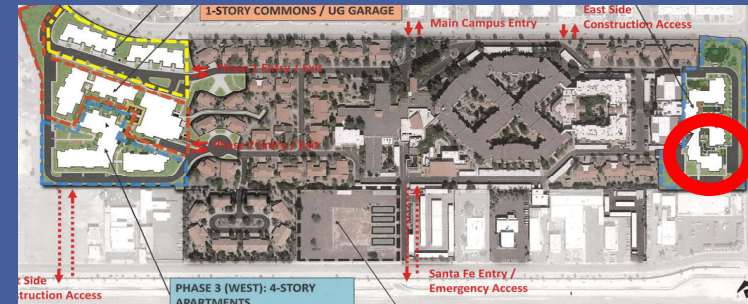 1-STORY COMMONS / UG GARAGE
Main Campus Entry
East Side
Construction Access
Phase 1 Entry / Exit
Phase 2 Entry / Exit
Side
struction Access
PHASE 3 (WEST): 4-STORY
APARTMENTS
Santa Fe Entry /
Emergency Access